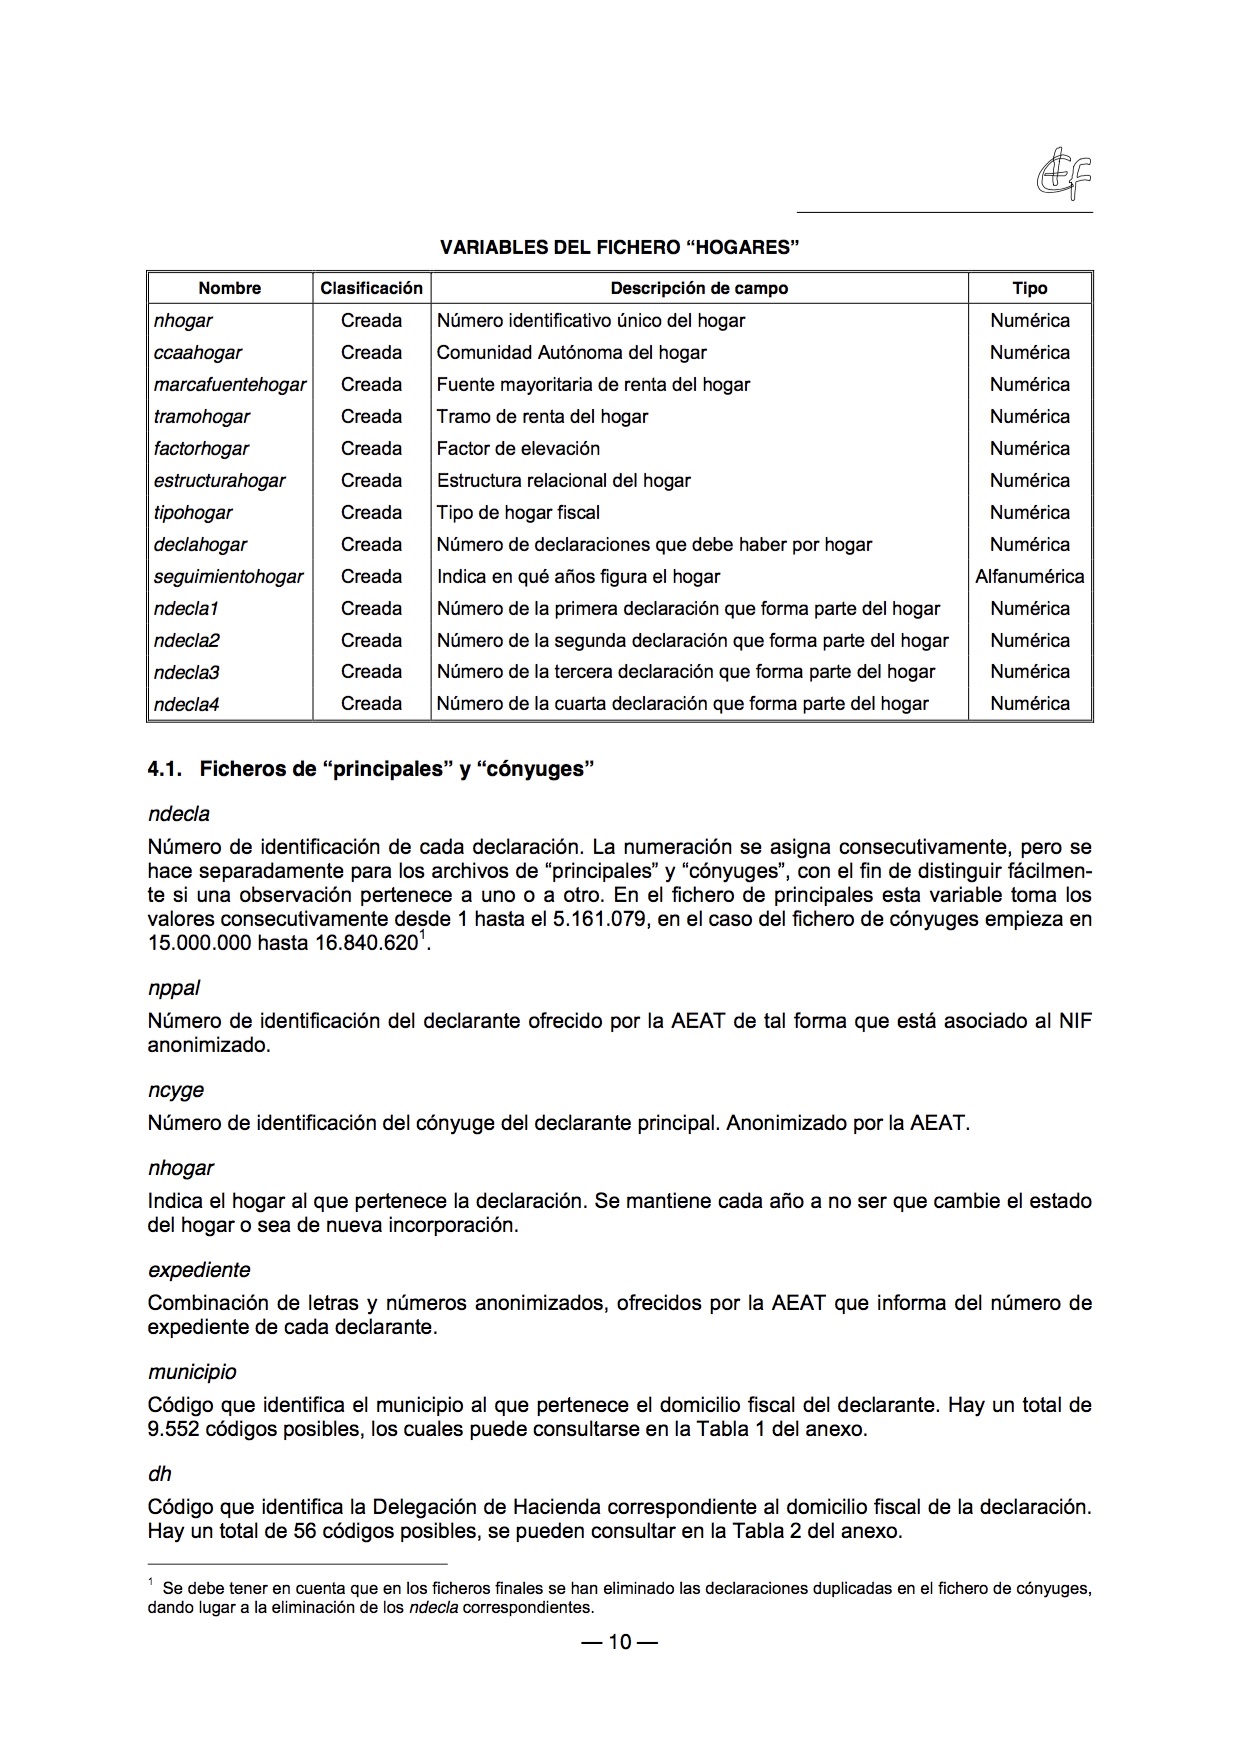 VARIABLES DEL FICHERO “HOGARES”
Nombre Clasificación Descripción de campo Tipo
nhogar Creada Número identificativo único del hogar Numérica
ccaahogar Creada Comunidad Autónoma del hogar Numérica
marcafuentehogar Creada Fuente mayoritaria de renta del hogar Numérica
tramohogar Creada Tramo de renta del hogar Numérica
factorhogar Creada Factor de elevación Numérica
estructurahogar Creada Estructura relacional del hogar Numérica
tipohogar Creada Tipo de hogar fiscal Numérica
declahogar Creada Número de declaraciones que debe haber por hogar Numérica
seguimientohogar Creada Indica en qué años figura el hogar Alfanumérica
ndecla1 Creada Número de la primera declaración que forma parte del hogar Numérica
ndecla2 Creada Número de la segunda declaración que forma parte del hogar Numérica
ndecla3 Creada Número de la tercera declaración que forma parte del hogar Numérica
ndecla4 Creada Número de la cuarta declaración que forma parte del hogar Numérica
4.1. Ficheros de “principales” y “cónyuges”
ndecla
Número de identificación de cada declaración. La numeración se asigna consecutivamente, pero se
hace separadamente para los archivos de “principales” y “cónyuges”, con el fin de distinguir fácilmen-
te si una observación pertenece a uno o a otro. En el fichero de principales esta variable toma los
valores consecutivamente desde 1 hasta el 5.161.079, en el caso del fichero de cónyuges empieza en
15.000.000 hasta 16.840.620¹.
nppal
Número de identificación del declarante ofrecido por la AEAT de tal forma que está asociado al NIF
anonimizado.
ncyge
Número de identificación del cónyuge del declarante principal. Anonimizado por la AEAT.
nhogar
Indica el hogar al que pertenece la declaración. Se mantiene cada año a no ser que cambie el estado
del hogar o sea de nueva incorporación.
expediente
Combinación de letras y números anonimizados, ofrecidos por la AEAT que informa del número de
expediente de cada declarante.
municipio
Código que identifica el municipio al que pertenece el domicilio fiscal del declarante. Hay un total de
9.552 códigos posibles, los cuales puede consultarse en la Tabla 1 del anexo.
dh
Código que identifica la Delegación de Hacienda correspondiente al domicilio fiscal de la declaración.
Hay un total de 56 códigos posibles, se pueden consultar en la Tabla 2 del anexo.
¹ Se debe tener en cuenta que en los ficheros finales se han eliminado las declaraciones duplicadas en el fichero de cónyuges,
dando lugar a la eliminación de los ndecla correspondientes.
— 10 —